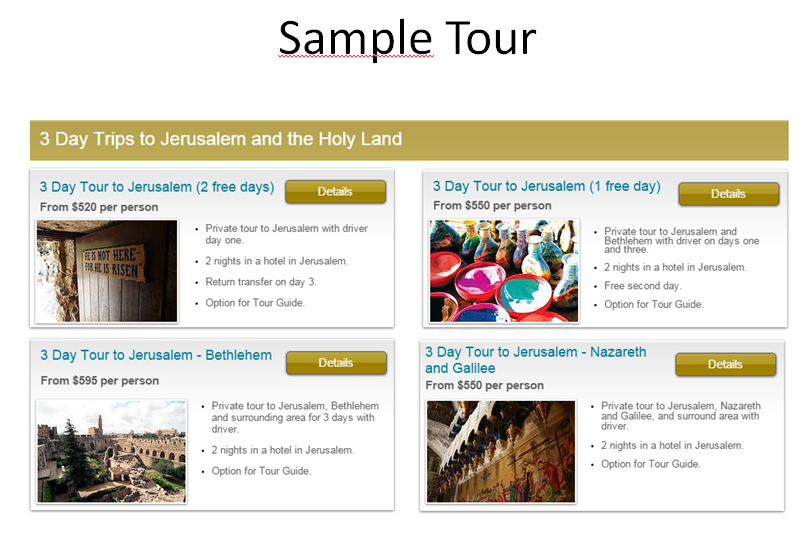 Sample Tour
3 Day Trips to Jerusalem and the Holy Land
3 Day Tour to Jerusalem (2 free days)
Details
From $520 per person
HE IS NOT HERE-
FOR HE IS RISEN
• Private tour to Jerusalem with driver
day one.
• 2 nights in a hotel in Jerusalem.
• Return transfer on day 3.
• Option for Tour Guide.
3 Day Tour to Jerusalem (1 free day)
Details
From $550 per person
• Private tour to Jerusalem and
Bethlehem with driver on days one
and three.
• 2 nights in a hotel in Jerusalem.
• Free second day.
• Option for Tour Guide.
3 Day Tour to Jerusalem - Bethlehem
Details
From $595 per person
• Private tour to Jerusalem, Bethlehem
and surrounding area for 3 days with
driver.
• 2 nights in a hotel in Jerusalem.
• Option for Tour Guide.
3 Day Tour to Jerusalem - Nazareth
and Galilee
Details
From $550 per person
• Private tour to Jerusalem, Nazareth
and Galilee, and surround area with
driver.
• 2 nights in a hotel in Jerusalem.
• Option for Tour Guide.